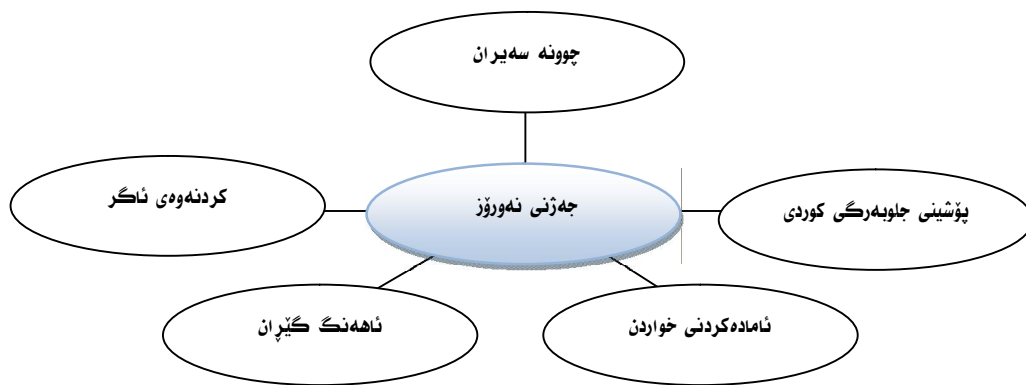 چوونە سەیران
کردنەوەی ئاگر
جەژنی نەورۆز
پۆشینی جلوبەرگی کوردی
ئاهەنگ گێڕان
ئامادەکردنی خواردن